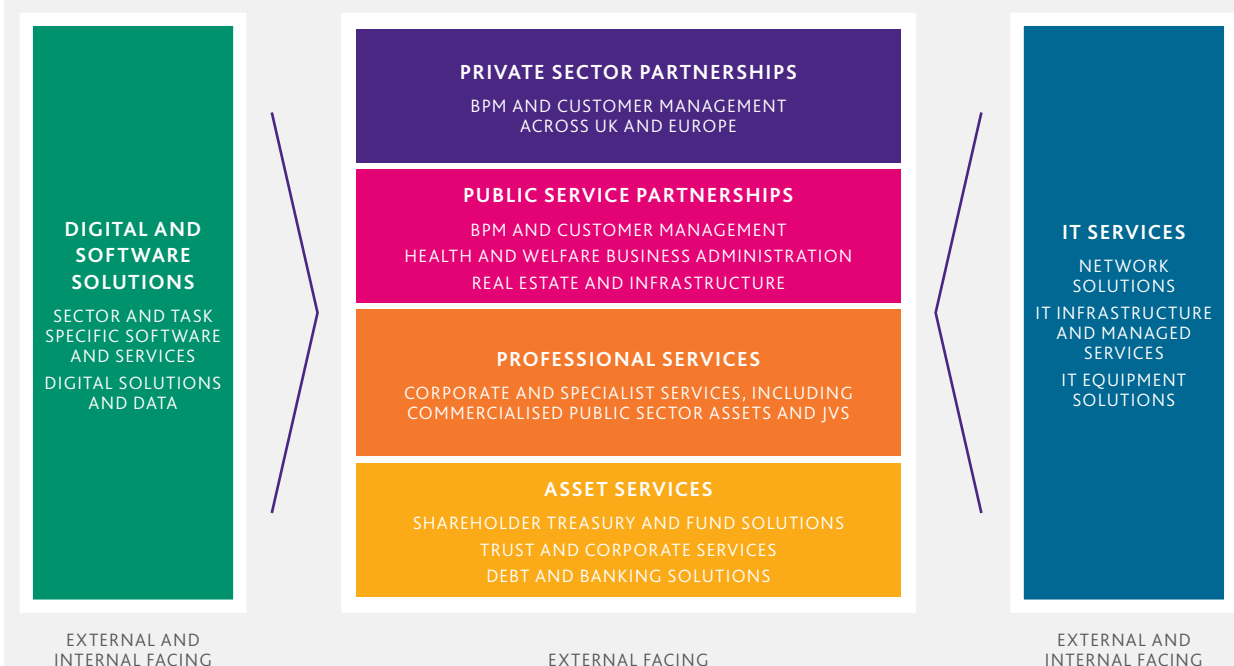 DIGITAL AND
SOFTWARE
SOLUTIONS
SECTOR AND TASK
SPECIFIC SOFTWARE
AND SERVICES
DIGITAL SOLUTIONS
AND DATA
EXTERNAL AND
INTERNAL FACING
PRIVATE SECTOR PARTNERSHIPS
BPM AND CUSTOMER MANAGEMENT
ACROSS UK AND EUROPE
PUBLIC SERVICE PARTNERSHIPS
BPM AND CUSTOMER MANAGEMENT
HEALTH AND WELFARE BUSINESS ADMINISTRATION
REAL ESTATE AND INFRASTRUCTURE
PROFESSIONAL SERVICES
CORPORATE AND SPECIALIST SERVICES, INCLUDING
COMMERCIALISED PUBLIC SECTOR ASSETS AND JVS
ASSET SERVICES
SHAREHOLDER TREASURY AND FUND SOLUTIONS
TRUST AND CORPORATE SERVICES
DEBT AND BANKING SOLUTIONS
EXTERNAL FACING
IT SERVICES
NETWORK
SOLUTIONS
IT INFRASTRUCTURE
AND MANAGED
SERVICES
IT EQUIPMENT
SOLUTIONS
EXTERNAL AND
INTERNAL FACING